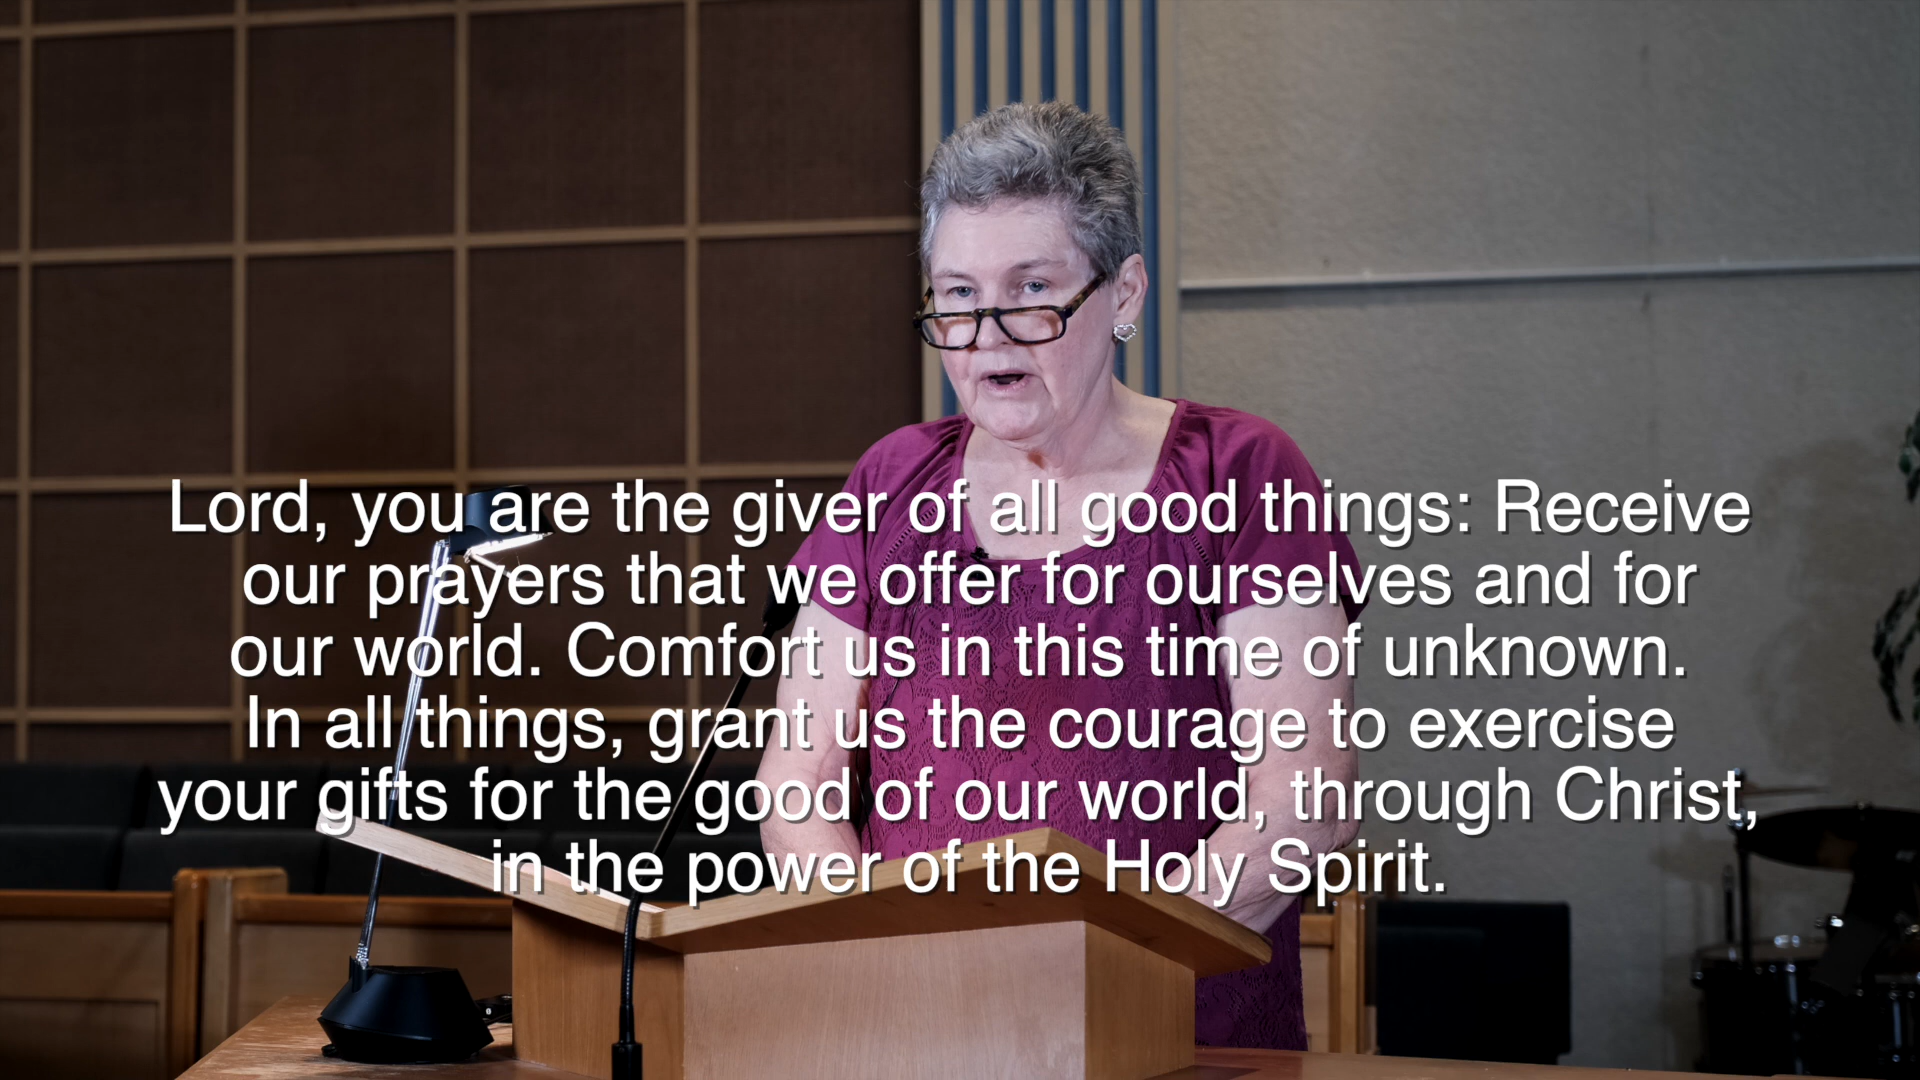 Lord, you are the giver of all good things: Receive
our prayers that we offer for ourselves and for
our world. Comfort us in this time of unknown.
In all things, grant us the courage to exercise
your gifts for the good of our world, through Christ,
in the power of the Holy Spirit.